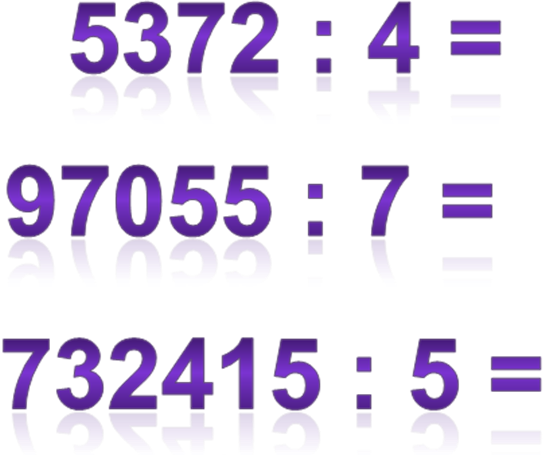 5372 : 4 =
97055 : 7 =
732415 : 5 =